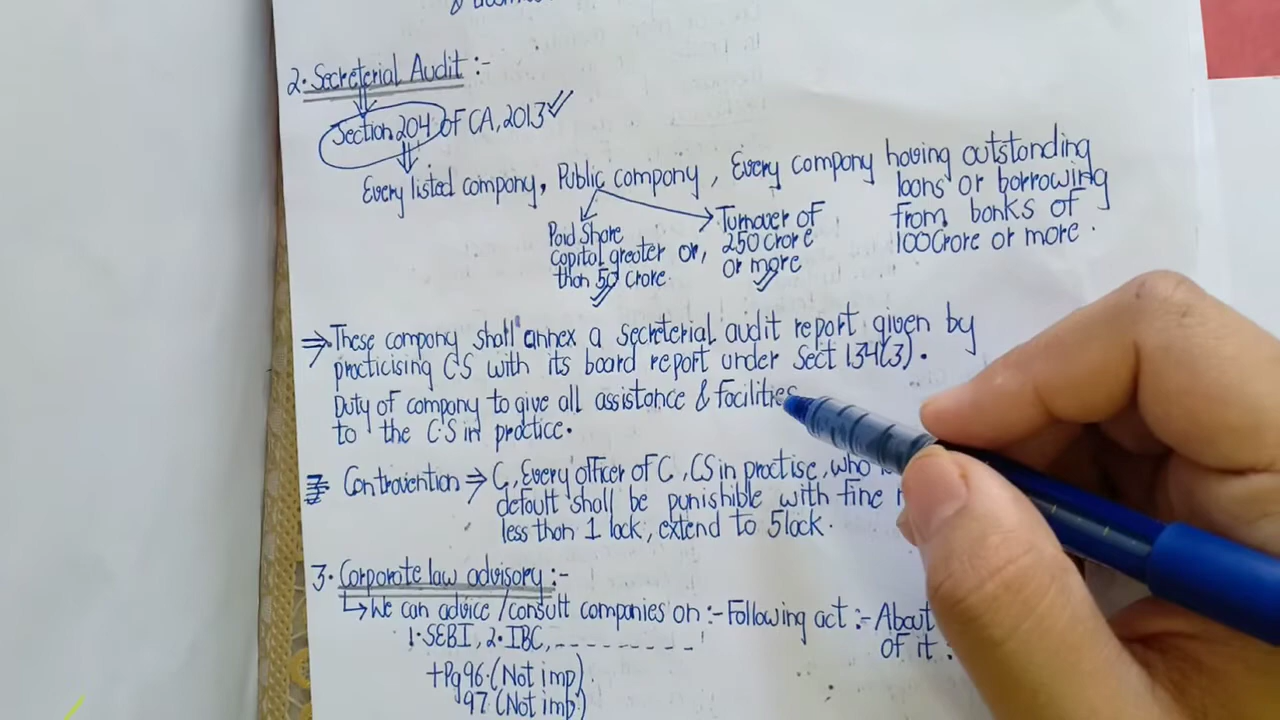 2. Secreterial Audit :-
Section 204 of CA, 2013
Every listed company, Public company, Every company having outstanding
loans or borrowing
from banks of
100 Crore or more.
Paid Share
capital greater or,
than 50 Crore.
Turnover of
250 Crore
or more
⇒ These company shall annex a secreterial audit report given by
practicising CS with its board report under Sect 134(3).
Duty of company to give all assistance & facilities
to the CS in practice.
Controvention ⇒ C, Every officer of C, CS in practise, who
default shall be punishible with fine
less than 1 lack, extend to 5 lack.
3. Corporate law advisory :-
↳ We can advice / consult companies on :- Following act :- About
of it.
1. SEBI, 2. IBC, --------
+ Pg 96. (Not imp)
97 (Not imp)